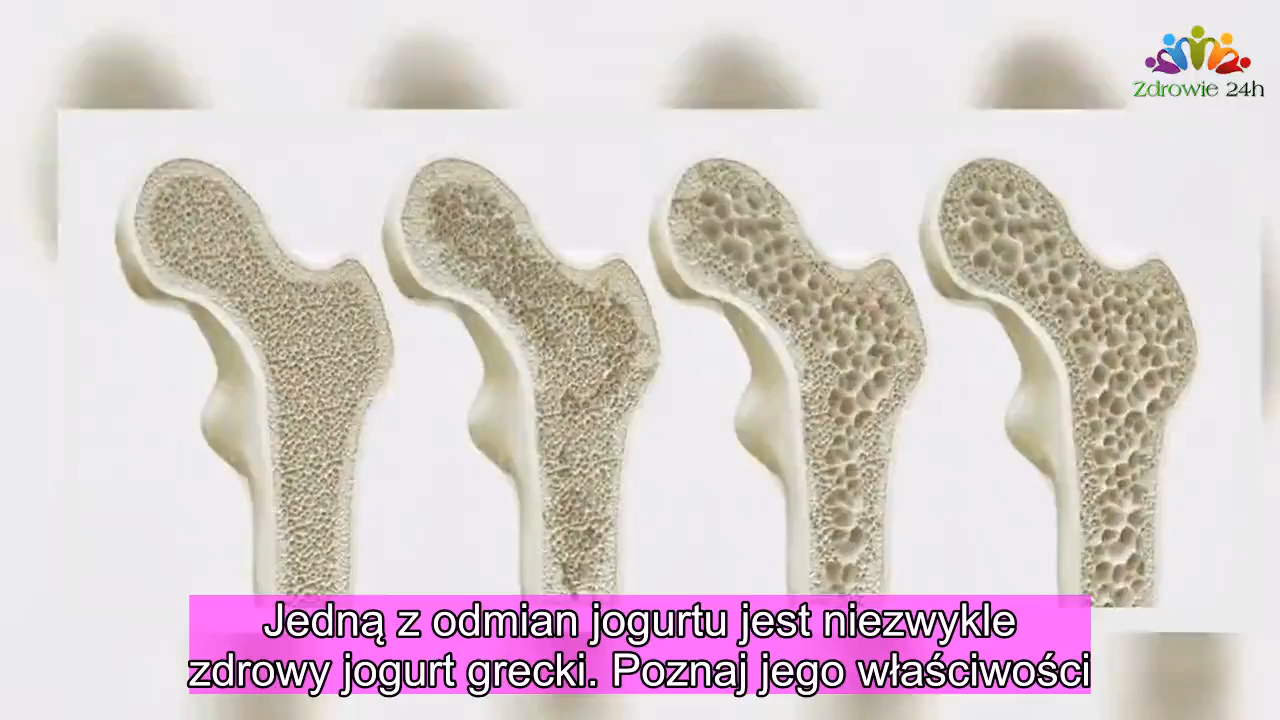 Zdrowie 24h
Jedną z odmian jogurtu jest niezwykle
zdrowy jogurt grecki. Poznaj jego właściwości